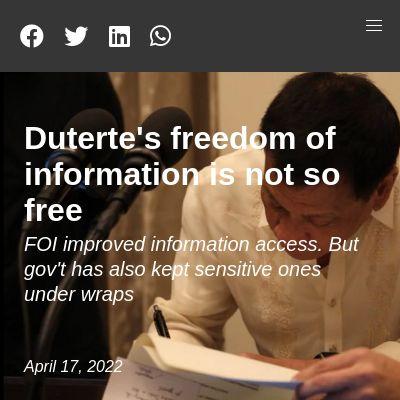 Duterte's freedom of
information is not so
free
FOI improved information access. But
gov't has also kept sensitive ones
under wraps
April 17, 2022